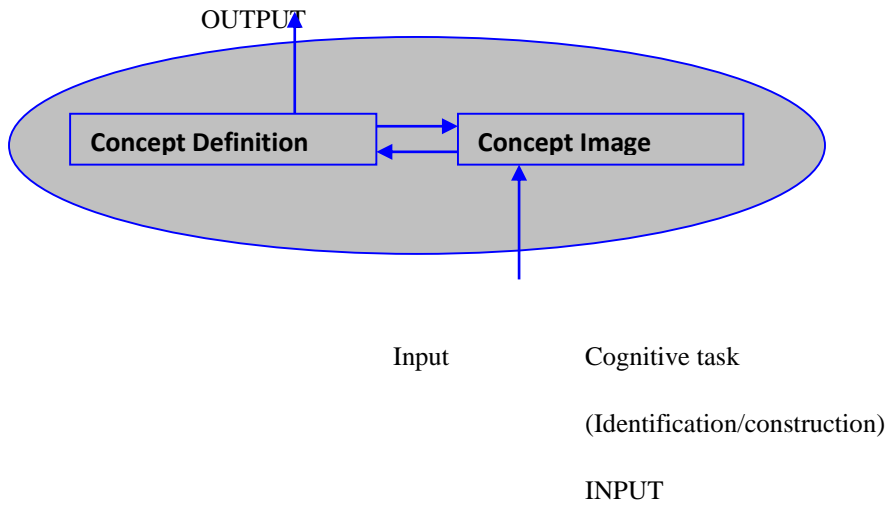 OUTPUT
Concept Definition Concept Image
Input Cognitive task
(Identification/construction)
INPUT